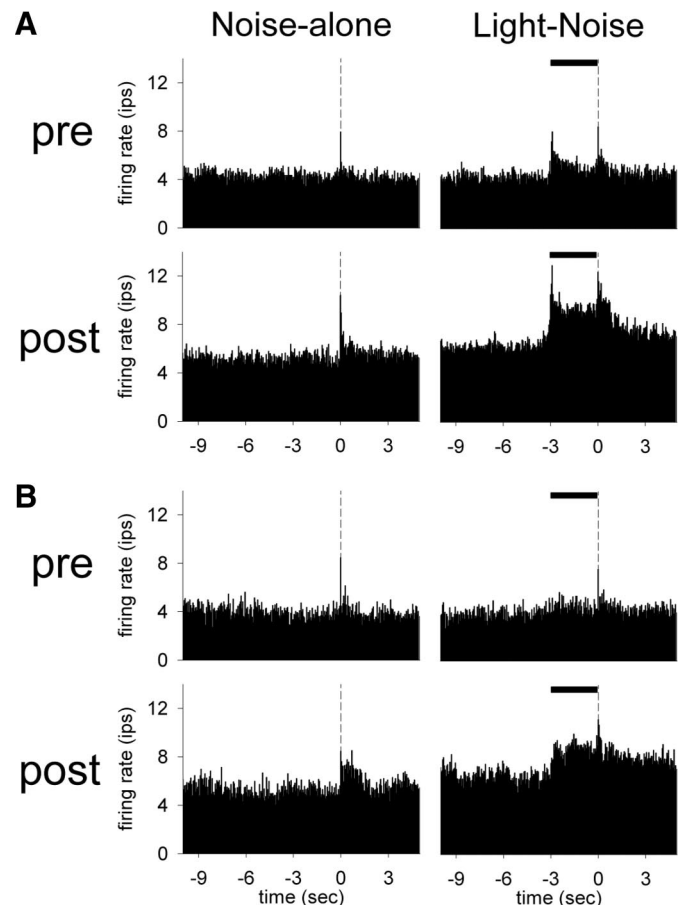 A
Noise-alone Light-Noise
pre
firing rate (ips)
12
8
4
0
post
firing rate (ips)
12
8
4
0
-9 -6 -3 0 3 -9 -6 -3 0 3
B
pre
firing rate (ips)
12
8
4
0
post
firing rate (ips)
12
8
4
0
-9 -6 -3 0 3 -9 -6 -3 0 3
time (sec) time (sec)